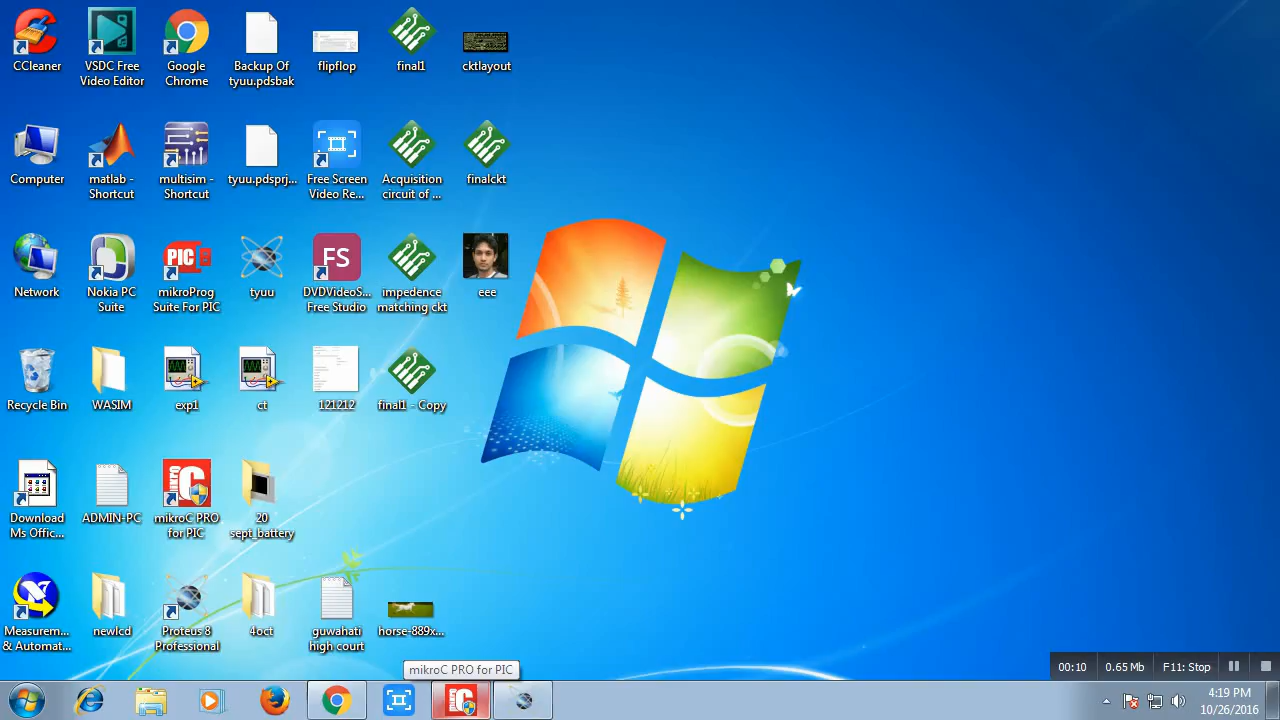 CCleaner
VSDC Free
Video Editor
Google
Chrome
Backup Of
tyuu.pdsbak
flipflop
final1
cktlayout
Computer
matlab -
Shortcut
multisim -
Shortcut
tyuu.pdsprj...
Free Screen
Video Re...
Acquisition
circuit of ...
finalckt
Network
Nokia PC
Suite
PIC
mikroProg
Suite For PIC
tyuu
FS
DVDVideoS...
Free Studio
impedence
matching ckt
eee
Recycle Bin
WASIM
exp1
ct
121212
final1 - Copy
Download
Ms Offic...
ADMIN-PC
MIKRO
C
mikroC PRO
for PIC
20
sept_battery
Measurem...
& Automat...
newlcd
Proteus 8
Professional
4oct
guwahati
high court
horse-889x...
mikroC PRO for PIC
00:10
0.65 Mb
F11: Stop
4:19 PM
10/26/2016